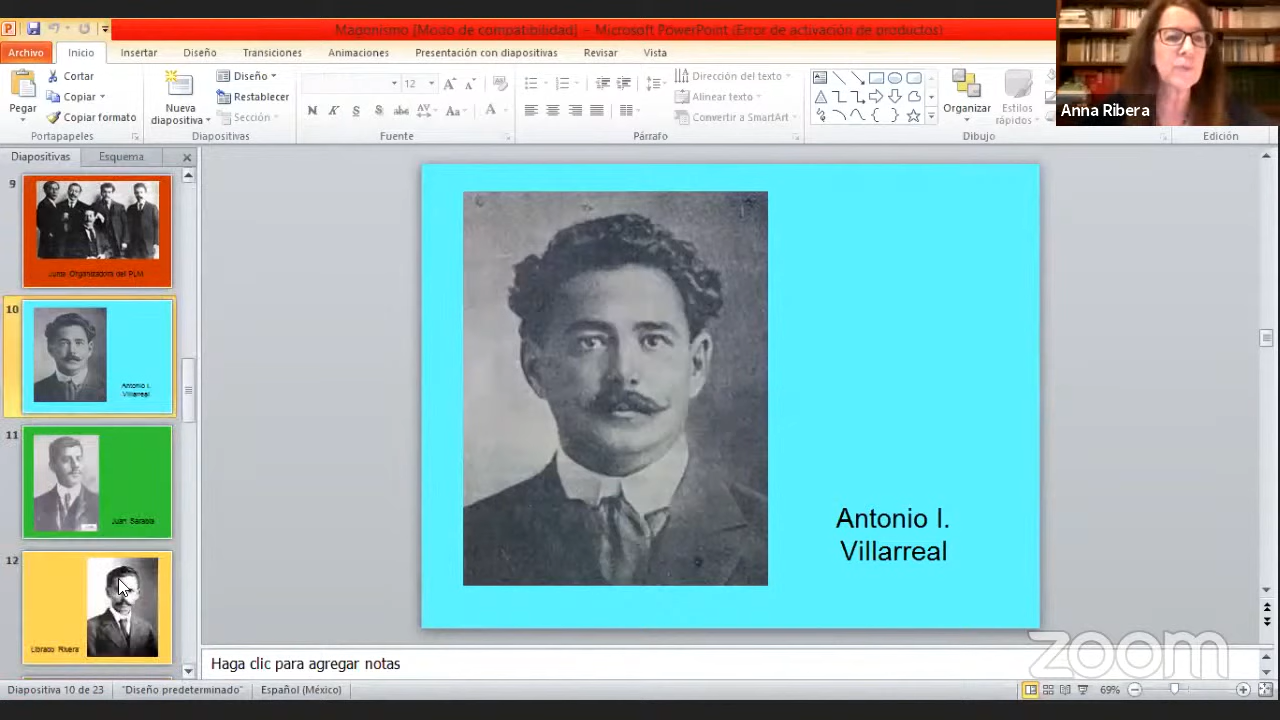 Magonismo [Modo de compatibilidad] – Microsoft PowerPoint (Error de activación de productos)
Archivo Inicio Insertar Diseño Transiciones Animaciones Presentación con diapositivas Revisar Vista
Pegar
Cortar
Copiar
Copiar formato
Portapapeles
Nueva
diapositiva
Diseño
Restablecer
Sección
Diapositivas
12
N K S S abc AV Aa A
Fuente
Dirección del texto
Alinear texto
Convertir a SmartArt
Párrafo
Organizar
Estilos
rápidos
Dibujo
Edición
Anna Ribera
Diapositivas Esquema
9
Junta Organizadora del PLM
10
Antonio I.
Villarreal
11
Juan Sarabia
12
Librado Rivera
Antonio I.
Villarreal
Haga clic para agregar notas
zoom
Diapositiva 10 de 23 "Diseño predeterminado" Español (México) 69%